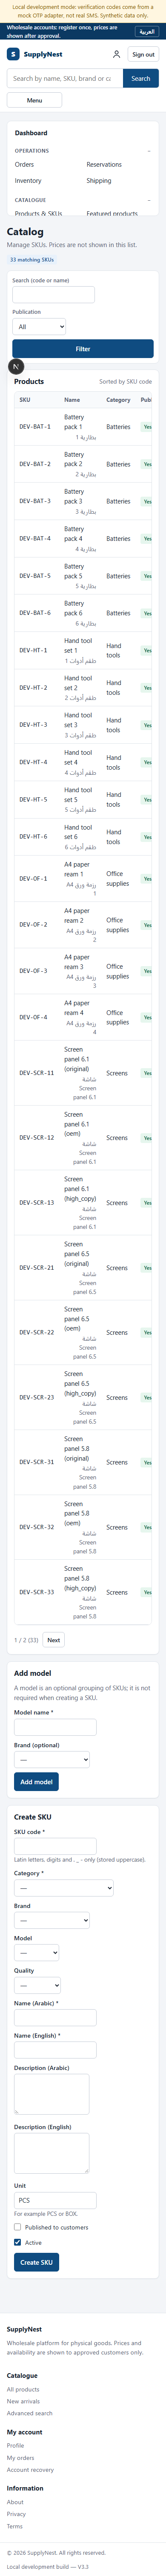 Local development mode: verification codes come from a
mock OTP adapter, not real SMS. Synthetic data only.
Wholesale accounts: register once, prices are
shown after approval.
العربية
S SupplyNest
Sign out
Search by name, SKU, brand or ca
Search
Menu
Dashboard
OPERATIONS
Orders Reservations
Inventory Shipping
CATALOGUE
Products & SKUs Featured products
Catalog
Manage SKUs. Prices are not shown in this list.
33 matching SKUs
Search (code or name)
Publication
All
Filter
N
Products Sorted by SKU code
SKU Name Category Publ
DEV-BAT-1 Battery pack 1 بطارية 1 Batteries Yes
DEV-BAT-2 Battery pack 2 بطارية 2 Batteries Yes
DEV-BAT-3 Battery pack 3 بطارية 3 Batteries Yes
DEV-BAT-4 Battery pack 4 بطارية 4 Batteries Yes
DEV-BAT-5 Battery pack 5 بطارية 5 Batteries Yes
DEV-BAT-6 Battery pack 6 بطارية 6 Batteries Yes
DEV-HT-1 Hand tool set 1 طقم أدوات 1 Hand tools Yes
DEV-HT-2 Hand tool set 2 طقم أدوات 2 Hand tools Yes
DEV-HT-3 Hand tool set 3 طقم أدوات 3 Hand tools Yes
DEV-HT-4 Hand tool set 4 طقم أدوات 4 Hand tools Yes
DEV-HT-5 Hand tool set 5 طقم أدوات 5 Hand tools Yes
DEV-HT-6 Hand tool set 6 طقم أدوات 6 Hand tools Yes
DEV-OF-1 A4 paper ream 1 رزمة ورق A4 1 Office supplies Yes
DEV-OF-2 A4 paper ream 2 رزمة ورق A4 2 Office supplies Yes
DEV-OF-3 A4 paper ream 3 رزمة ورق A4 3 Office supplies Yes
DEV-OF-4 A4 paper ream 4 رزمة ورق A4 4 Office supplies Yes
DEV-SCR-11 Screen panel 6.1 (original) شاشة Screen panel 6.1 Screens Yes
DEV-SCR-12 Screen panel 6.1 (oem) شاشة Screen panel 6.1 Screens Yes
DEV-SCR-13 Screen panel 6.1 (high_copy) شاشة Screen panel 6.1 Screens Yes
DEV-SCR-21 Screen panel 6.5 (original) شاشة Screen panel 6.5 Screens Yes
DEV-SCR-22 Screen panel 6.5 (oem) شاشة Screen panel 6.5 Screens Yes
DEV-SCR-23 Screen panel 6.5 (high_copy) شاشة Screen panel 6.5 Screens Yes
DEV-SCR-31 Screen panel 5.8 (original) شاشة Screen panel 5.8 Screens Yes
DEV-SCR-32 Screen panel 5.8 (oem) شاشة Screen panel 5.8 Screens Yes
DEV-SCR-33 Screen panel 5.8 (high_copy) شاشة Screen panel 5.8 Screens Yes
1 / 2 (33) Next
Add model
A model is an optional grouping of SKUs; it is not
required when creating a SKU.
Model name *
Brand (optional)
—
Add model
Create SKU
SKU code *
Latin letters, digits and . _ - only (stored uppercase).
Category *
—
Brand
—
Model
—
Quality
—
Name (Arabic) *
Name (English) *
Description (Arabic)
Description (English)
Unit
PCS
For example PCS or BOX.
Published to customers
Active
Create SKU
SupplyNest
Wholesale platform for physical goods. Prices and
availability are shown to approved customers only.
Catalogue
All products
New arrivals
Advanced search
My account
Profile
My orders
Account recovery
Information
About
Privacy
Terms
© 2026 SupplyNest. All rights reserved.
Local development build — V3.3